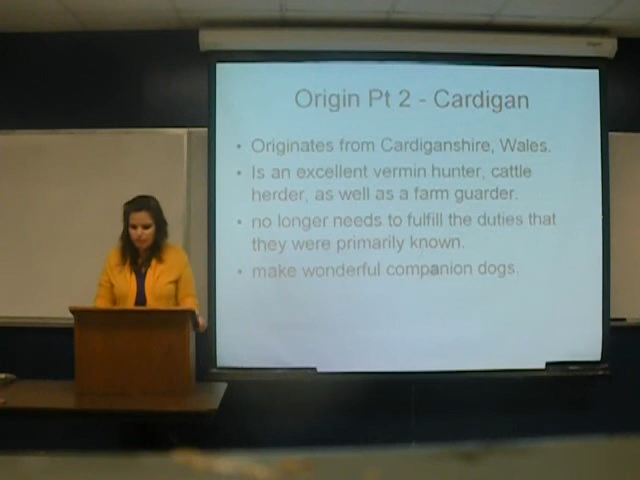 Origin Pt 2 - Cardigan
• Originates from Cardiganshire, Wales.
• Is an excellent vermin hunter, cattle
herder, as well as a farm guarder.
• no longer needs to fulfill the duties that
they were primarily known.
• make wonderful companion dogs.